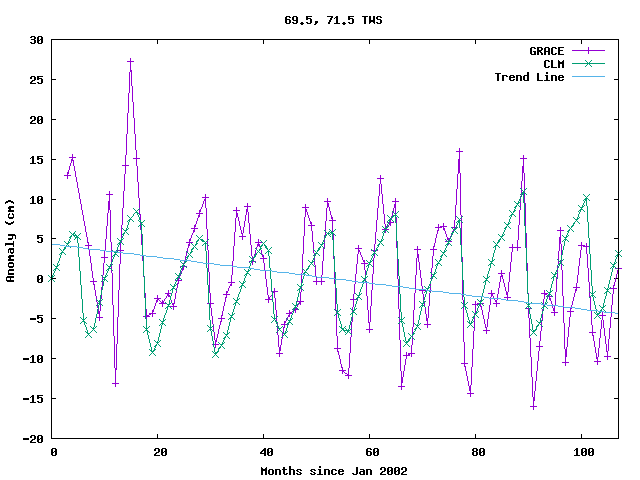 69.5, 71.5 TWS
GRACE
CLM
Trend Line
Anomaly (cm)
30
25
20
15
10
5
0
-5
-10
-15
-20
0 20 40 60 80 100
Months since Jan 2002